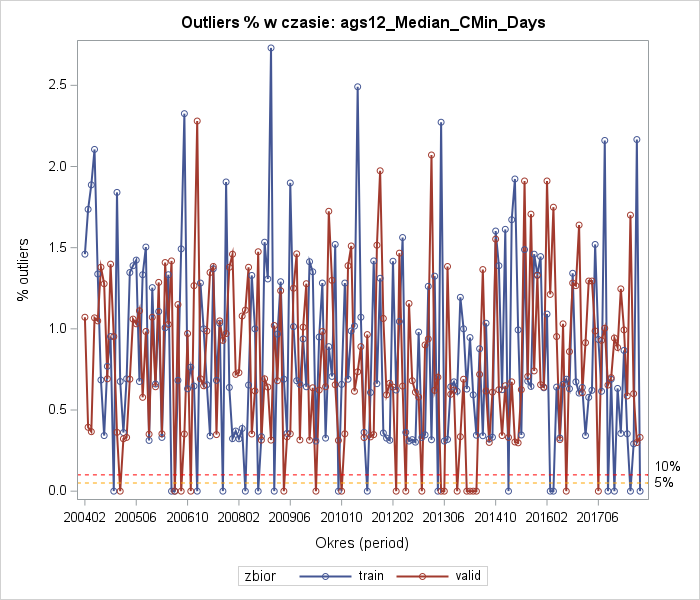 Outliers % w czasie: ags12_Median_CMin_Days
% outliers
2.5
2.0
1.5
1.0
0.5
0.0
10%
5%
200402 200506 200610 200802 200906 201010 201202 201306 201410 201602 201706
Okres (period)
zbior train valid